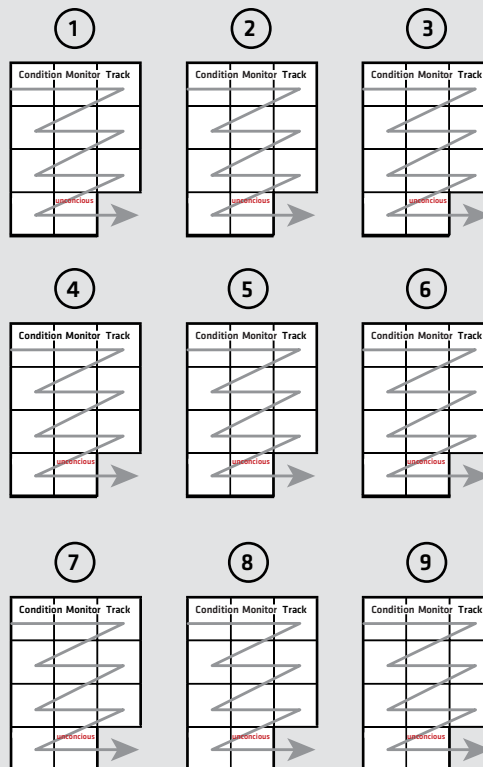 1 2 3
Condition Monitor Track Condition Monitor Track Condition Monitor Track
unconcious unconcious unconcious
4 5 6
Condition Monitor Track Condition Monitor Track Condition Monitor Track
unconcious unconcious unconcious
7 8 9
Condition Monitor Track Condition Monitor Track Condition Monitor Track
unconcious unconcious unconcious